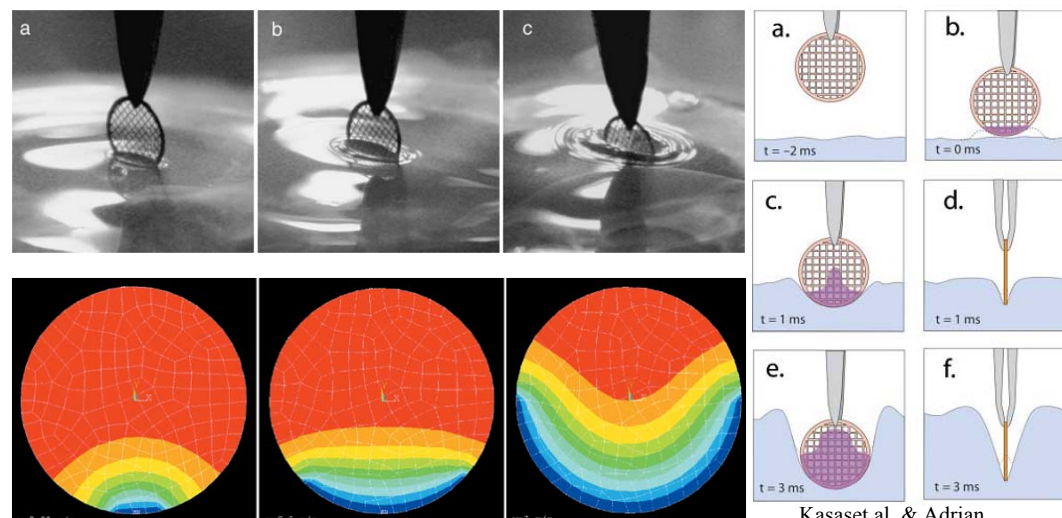 a
b
c
a.
t = –2 ms
b.
t = 0 ms
c.
t = 1 ms
d.
t = 1 ms
e.
t = 3 ms
f.
t = 3 ms
Kasaset al. & Adrian